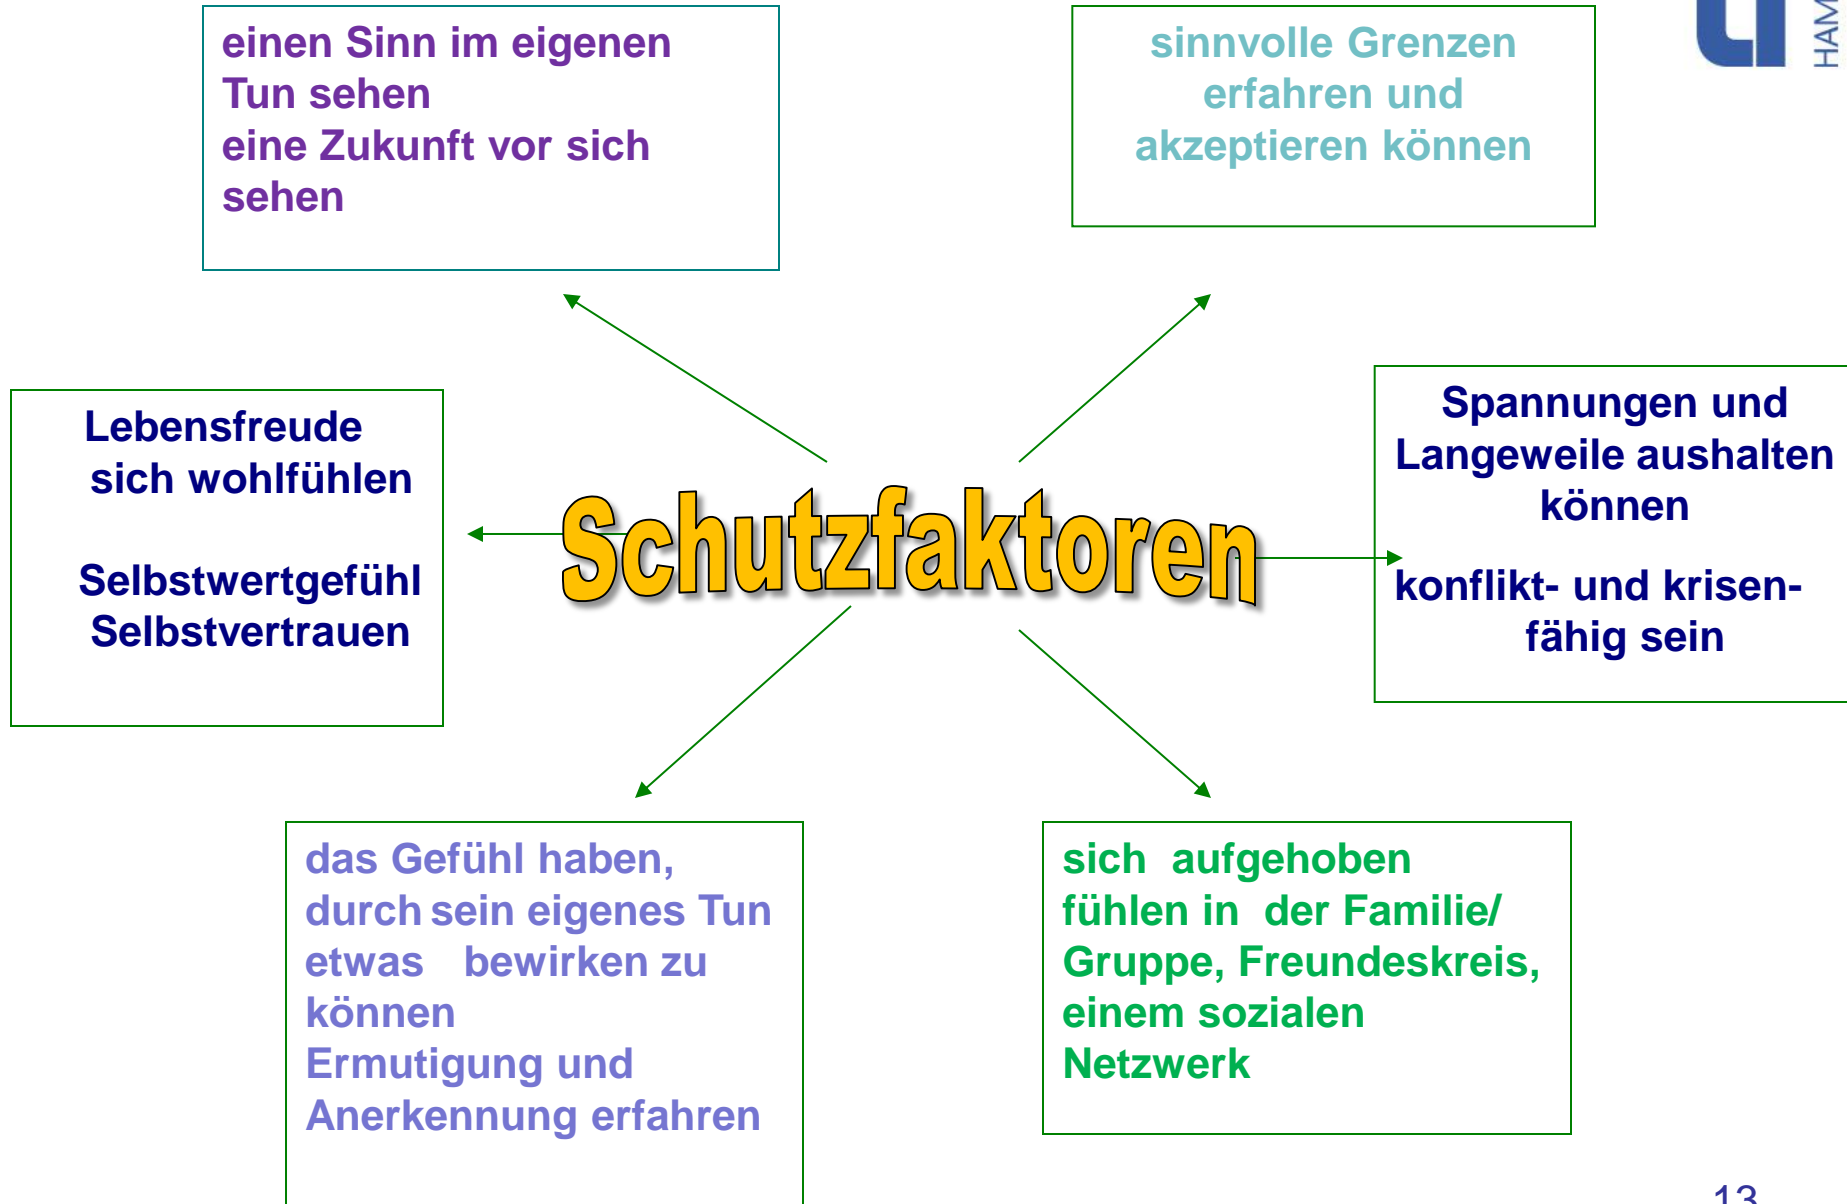 einen Sinn im eigenen
Tun sehen
eine Zukunft vor sich
sehen
sinnvolle Grenzen
erfahren und
akzeptieren können
LI
Lebensfreude
sich wohlfühlen
Selbstwertgefühl
Selbstvertrauen
Schutzfaktoren
Spannungen und
Langeweile aushalten
können
konflikt- und krisen-
fähig sein
das Gefühl haben,
durch sein eigenes Tun
etwas bewirken zu
können
Ermutigung und
Anerkennung erfahren
sich aufgehoben
fühlen in der Familie/
Gruppe, Freundeskreis,
einem sozialen
Netzwerk
13